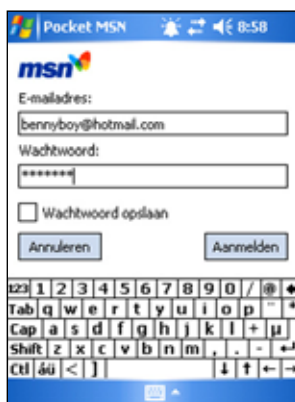 Pocket MSN 8:58
msn
E-mailadres:
bennyboy@hotmail.com
Wachtwoord:
*******
Wachtwoord opslaan
Annuleren Aanmelden
123 1 2 3 4 5 6 7 8 9 0 / @
Tab q w e r t y u i o p " *
Cap a s d f g h j k l + µ
Shift z x c v b n m , . -
Ctl áü < ] ↓ ↑ ← →